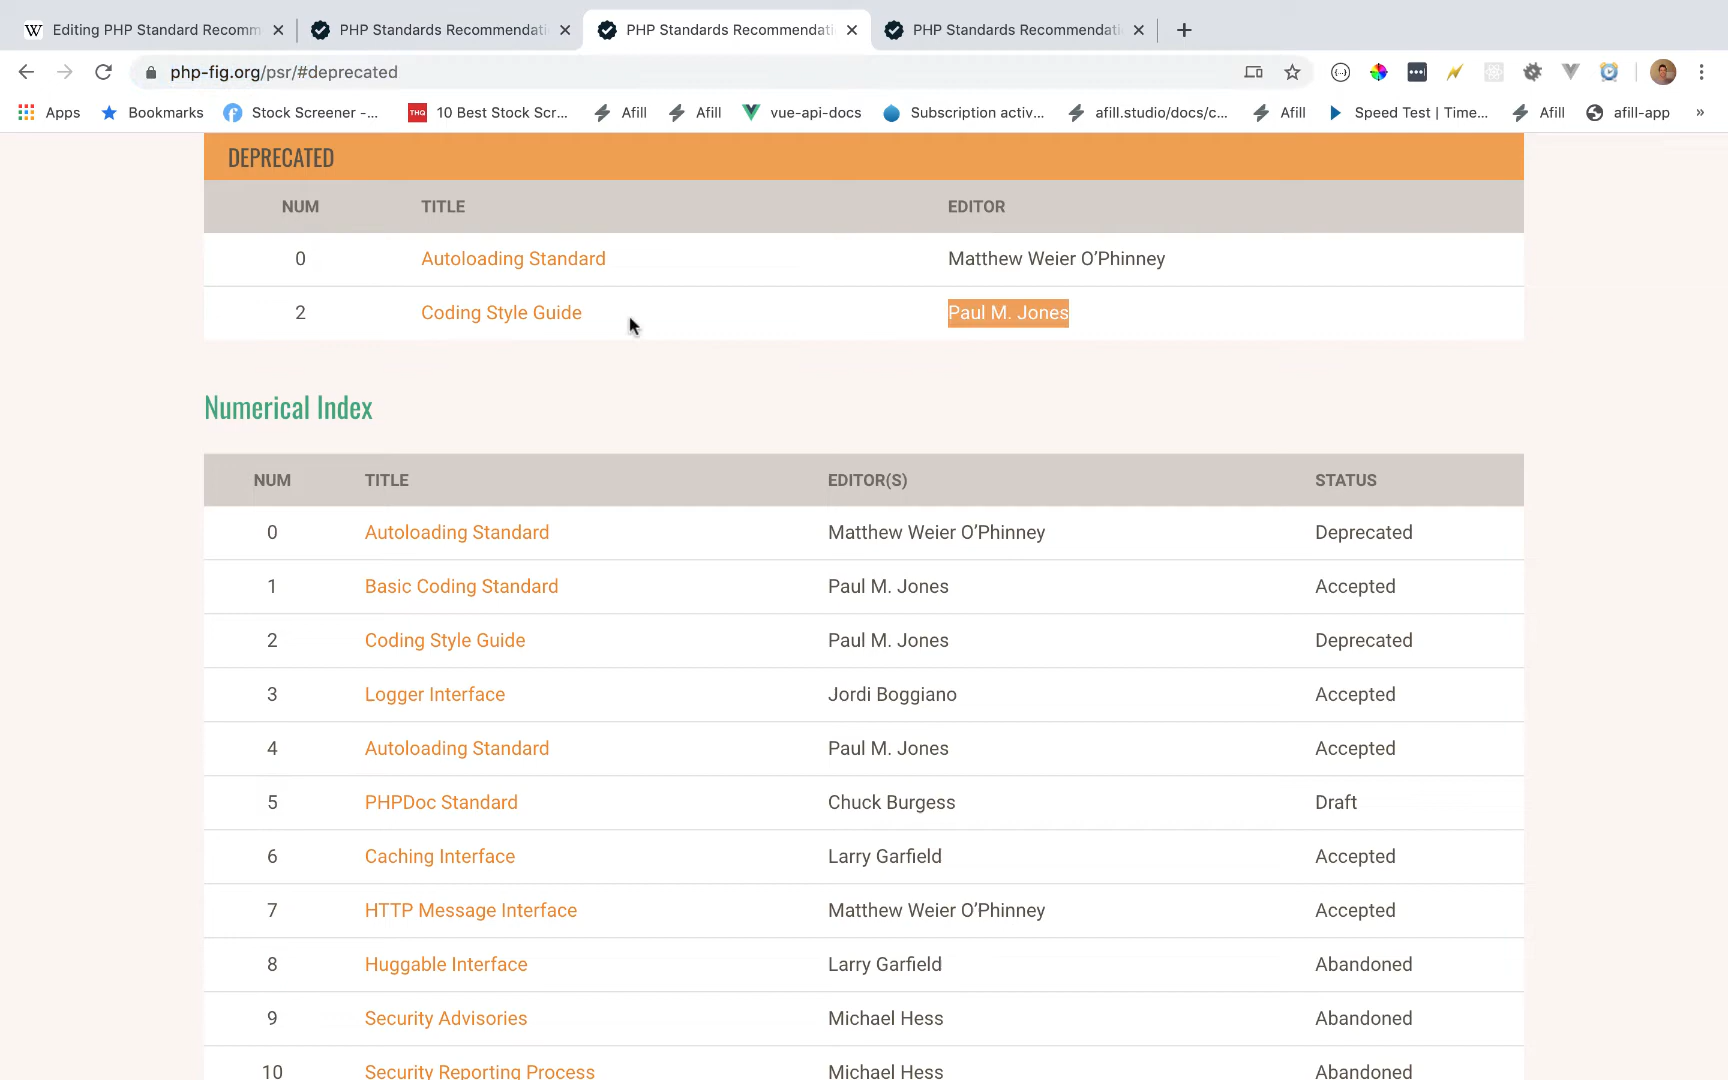 Editing PHP Standard Recomm
PHP Standards Recommendati
PHP Standards Recommendati
PHP Standards Recommendati
php-fig.org/psr/#deprecated
Apps Bookmarks Stock Screener -... THQ 10 Best Stock Scr... Afill Afill vue-api-docs Subscription activ... afill.studio/docs/c... Afill Speed Test | Time... Afill afill-app »
DEPRECATED
NUM TITLE EDITOR
0 Autoloading Standard Matthew Weier O’Phinney
2 Coding Style Guide Paul M. Jones
Numerical Index
NUM TITLE EDITOR(S) STATUS
0 Autoloading Standard Matthew Weier O’Phinney Deprecated
1 Basic Coding Standard Paul M. Jones Accepted
2 Coding Style Guide Paul M. Jones Deprecated
3 Logger Interface Jordi Boggiano Accepted
4 Autoloading Standard Paul M. Jones Accepted
5 PHPDoc Standard Chuck Burgess Draft
6 Caching Interface Larry Garfield Accepted
7 HTTP Message Interface Matthew Weier O’Phinney Accepted
8 Huggable Interface Larry Garfield Abandoned
9 Security Advisories Michael Hess Abandoned
10 Security Reporting Process Michael Hess Abandoned